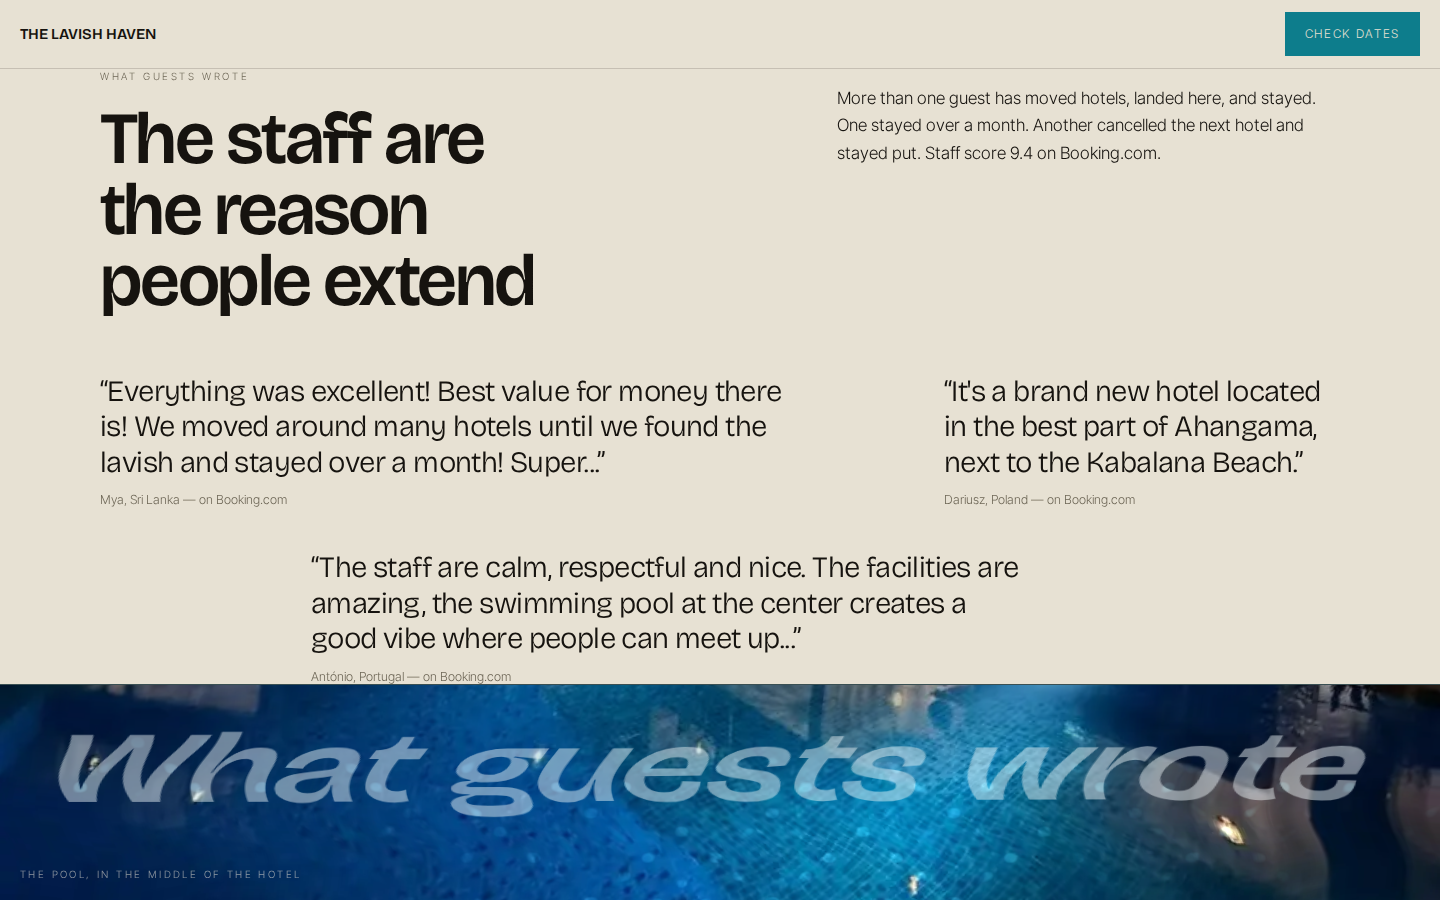 THE LAVISH HAVEN
CHECK DATES
WHAT GUESTS WROTE
The staff are
the reason
people extend
More than one guest has moved hotels, landed here, and stayed.
One stayed over a month. Another cancelled the next hotel and
stayed put. Staff score 9.4 on Booking.com.
“Everything was excellent! Best value for money there
is! We moved around many hotels until we found the
lavish and stayed over a month! Super...”
Mya, Sri Lanka — on Booking.com
“It's a brand new hotel located
in the best part of Ahangama,
next to the Kabalana Beach.”
Dariusz, Poland — on Booking.com
“The staff are calm, respectful and nice. The facilities are
amazing, the swimming pool at the center creates a
good vibe where people can meet up...”
António, Portugal — on Booking.com
What guests wrote
THE POOL, IN THE MIDDLE OF THE HOTEL